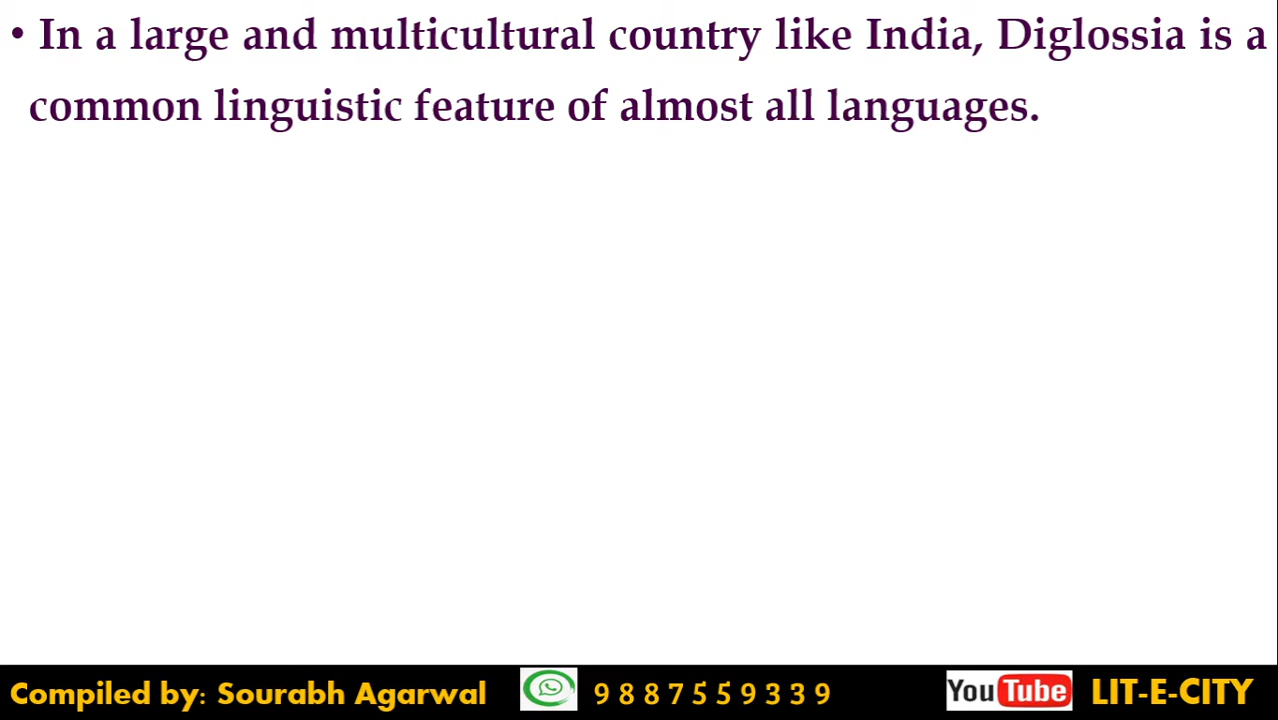 • In a large and multicultural country like India, Diglossia is a
common linguistic feature of almost all languages.
Compiled by: Sourabh Agarwal 9 8 8 7 5 5 9 3 3 9 YouTube LIT-E-CITY